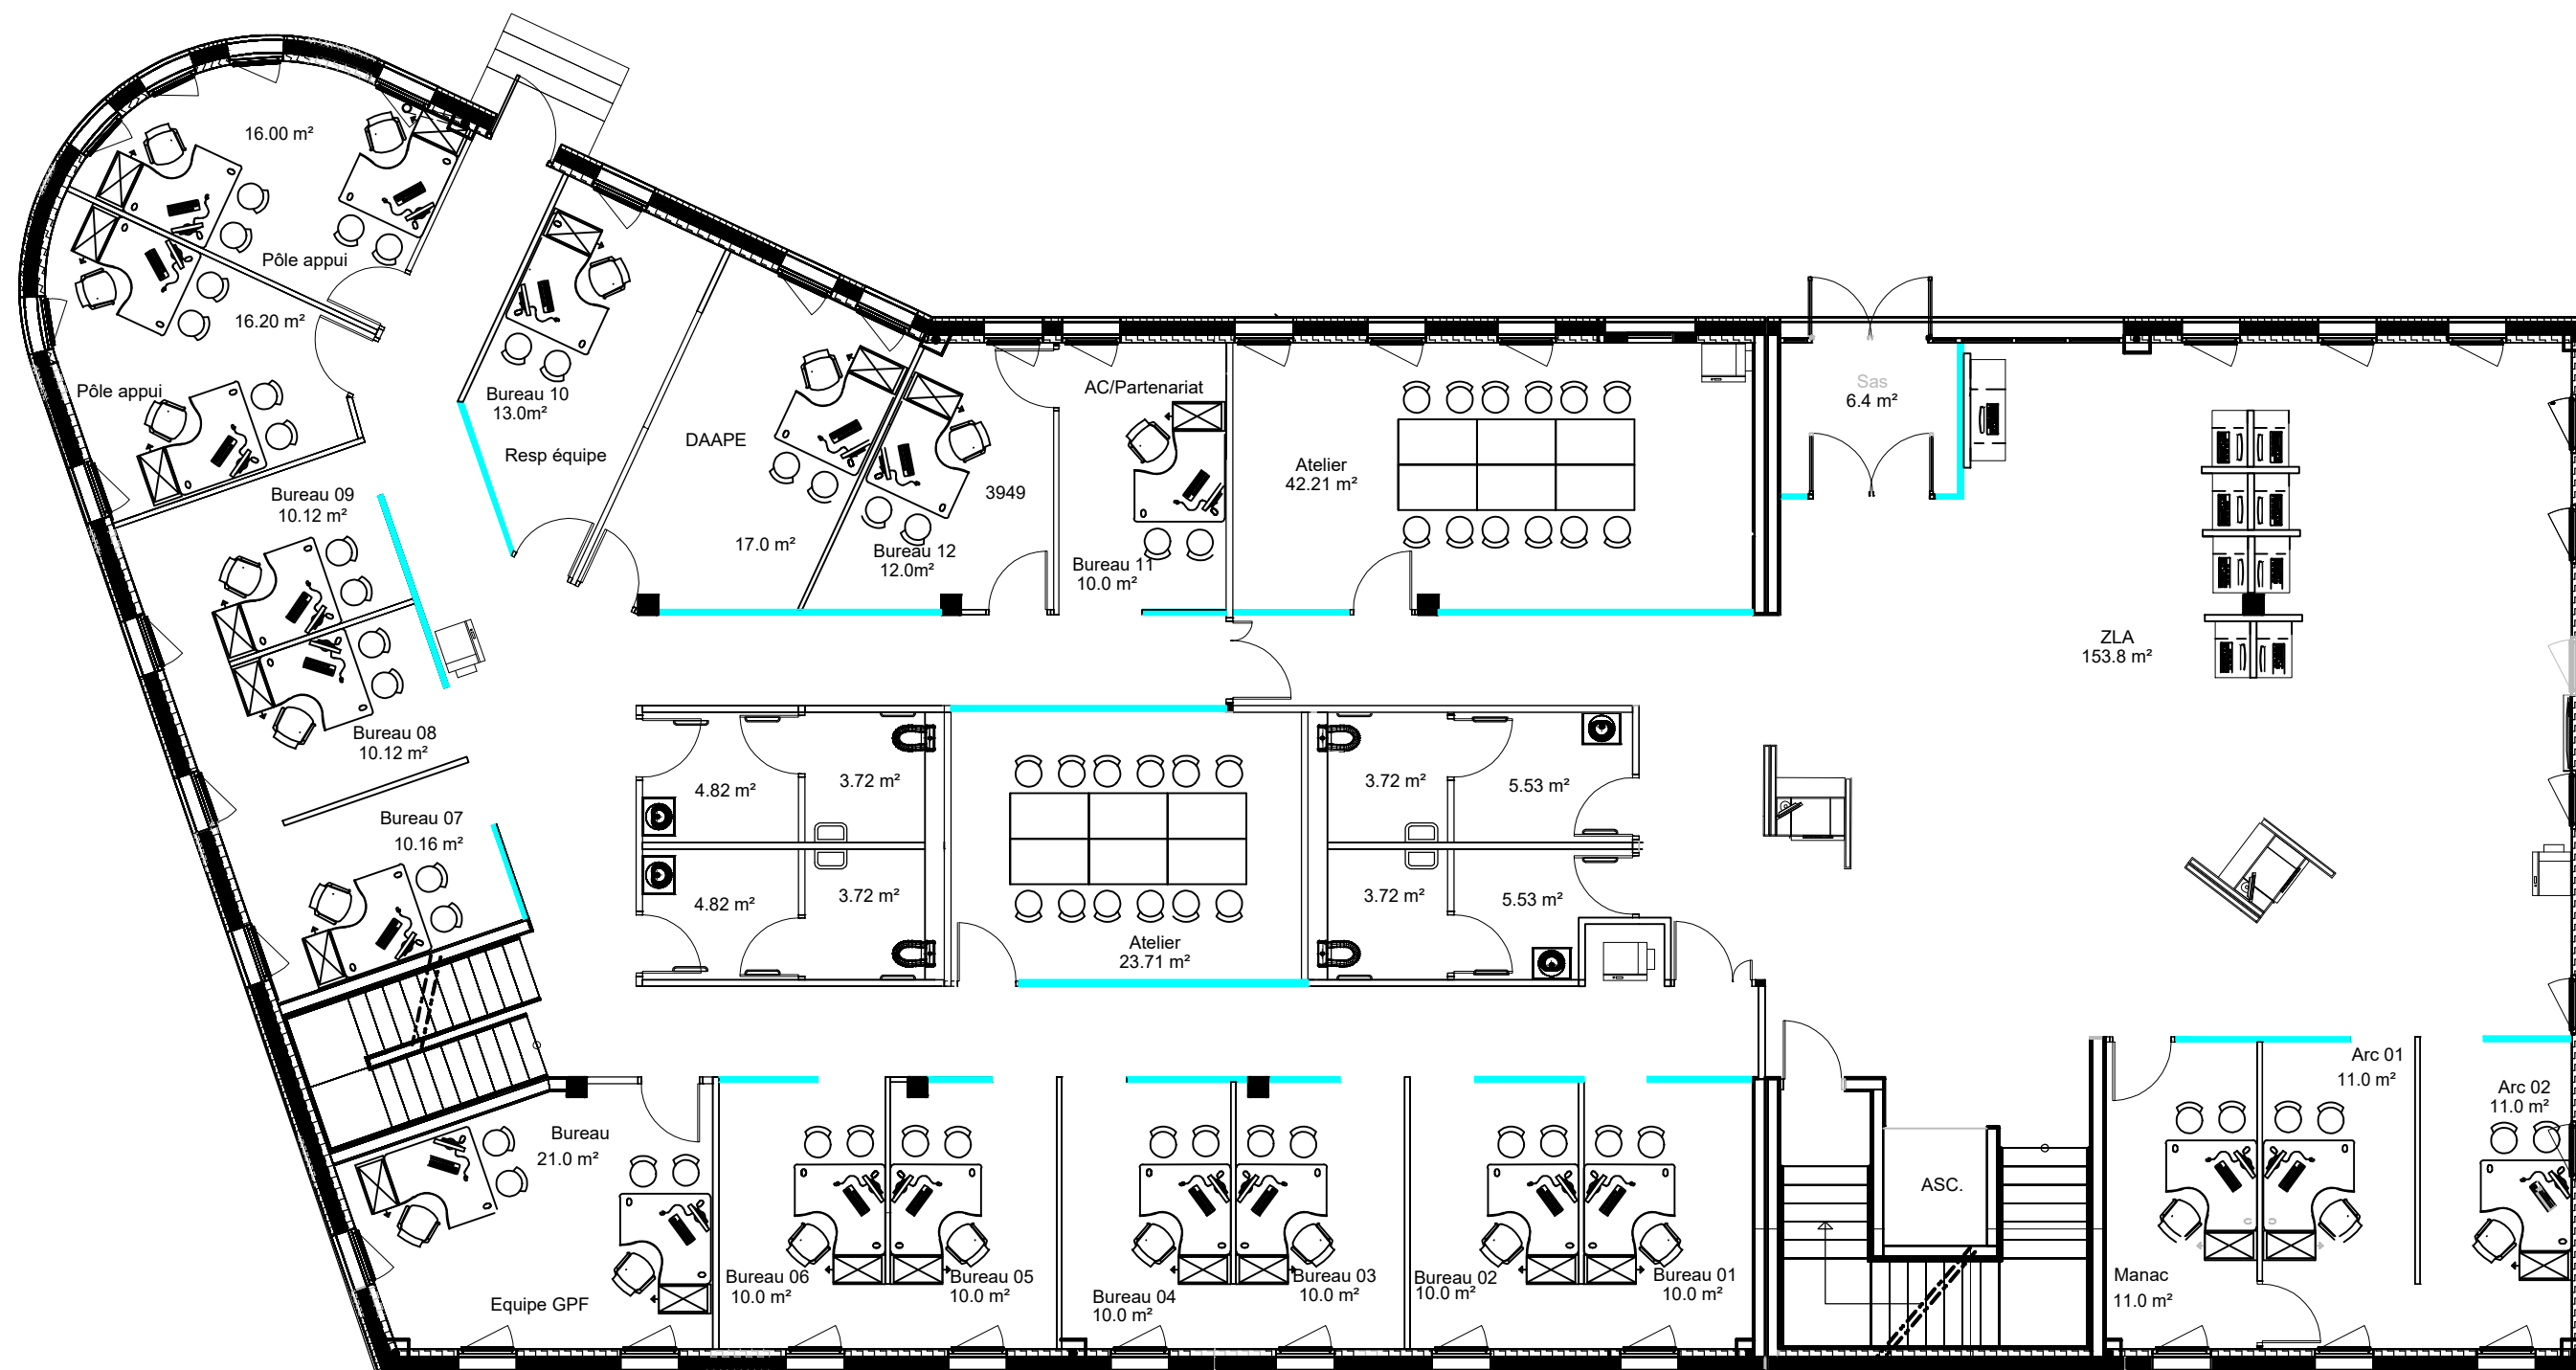 16.00 m²
Pôle appui
16.20 m²
Pôle appui
Bureau 10
13.0m²
Resp équipe
DAAPE
17.0 m²
3949
Bureau 12
12.0m²
AC/Partenariat
Bureau 11
10.0 m²
Atelier
42.21 m²
Sas
6.4 m²
ZLA
153.8 m²
Bureau 09
10.12 m²
Bureau 08
10.12 m²
Bureau 07
10.16 m²
4.82 m²
3.72 m²
4.82 m²
3.72 m²
Atelier
23.71 m²
3.72 m²
5.53 m²
3.72 m²
5.53 m²
Bureau
21.0 m²
Equipe GPF
Bureau 06
10.0 m²
Bureau 05
10.0 m²
Bureau 04
10.0 m²
Bureau 03
10.0 m²
Bureau 02
10.0 m²
Bureau 01
10.0 m²
ASC.
Manac
11.0 m²
Arc 01
11.0 m²
Arc 02
11.0 m²